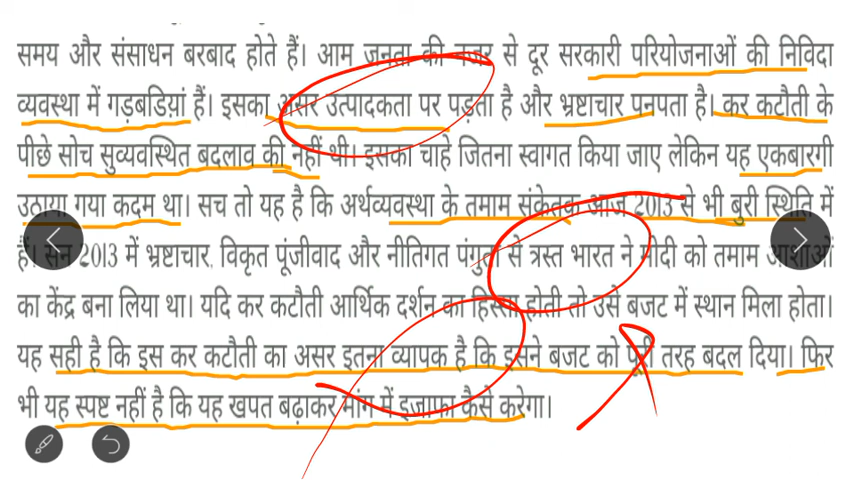 समय और संसाधन बरबाद होते हैं। आम जनता की नजर से दूर सरकारी परियोजनाओं की निविदा
व्यवस्था में गड़बडिय़ां हैं। इसका असर उत्पादकता पर पड़ता है और भ्रष्टाचार पनपता है। कर कटौती के
पीछे सोच सुव्यवस्थित बदलाव की नहीं थी। इसका चाहे जितना स्वागत किया जाए लेकिन यह एकबारगी
उठाया गया कदम था। सच तो यह है कि अर्थव्यवस्था के तमाम संकेतक आज 2013 से भी बुरी स्थिति में
हैं। सन 2013 में भ्रष्टाचार, विकृत पूंजीवाद और नीतिगत पंगुता से त्रस्त भारत ने मोदी को तमाम आशाओं
का केंद्र बना लिया था। यदि कर कटौती आर्थिक दर्शन का हिस्सा होती तो उसे बजट में स्थान मिला होता।
यह सही है कि इस कर कटौती का असर इतना व्यापक है कि इसने बजट को पूरी तरह बदल दिया। फिर
भी यह स्पष्ट नहीं है कि यह खपत बढ़ाकर मांग में इजाफा कैसे करेगा।